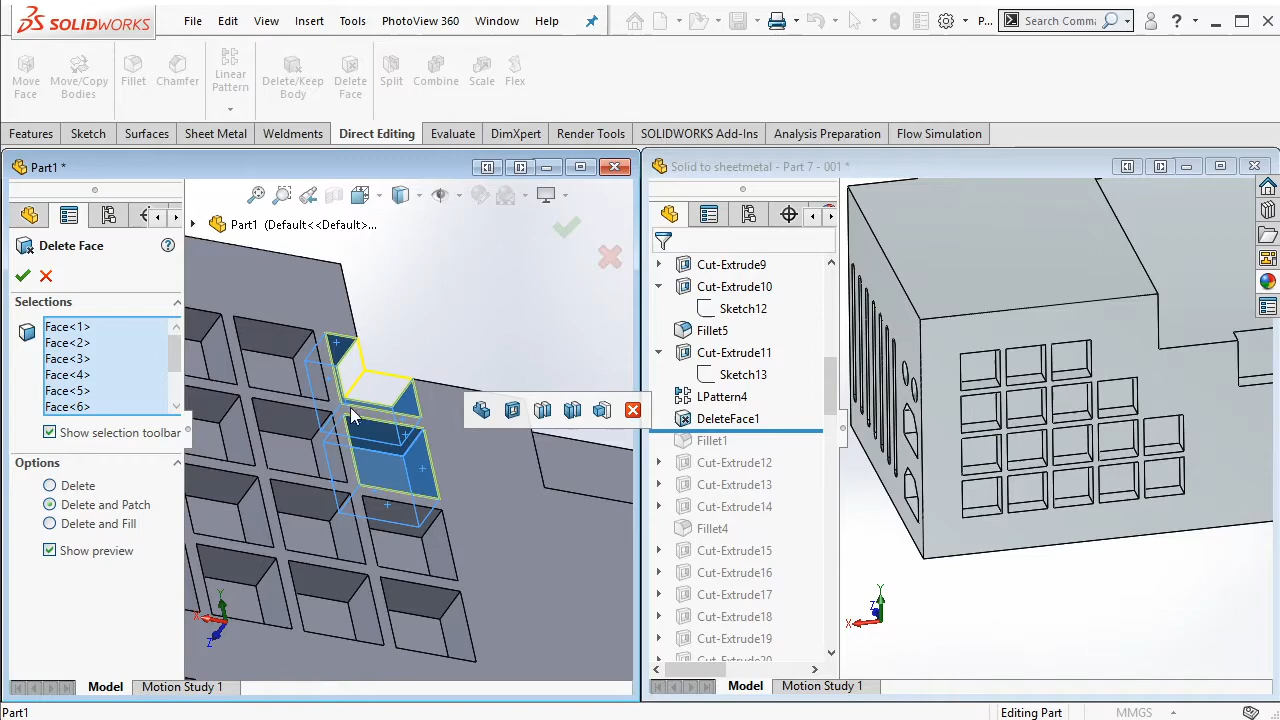 SOLIDWORKS
File Edit View Insert Tools PhotoView 360 Window Help
P... Search Comma
Move Face
Move/Copy Bodies
Fillet
Chamfer
Linear Pattern
Delete/Keep Body
Delete Face
Split
Combine
Scale
Flex
Features Sketch Surfaces Sheet Metal Weldments Direct Editing Evaluate DimXpert Render Tools SOLIDWORKS Add-Ins Analysis Preparation Flow Simulation
Part1 *
Part1 (Default<<Default>...
Delete Face
Selections
Face<1>
Face<2>
Face<3>
Face<4>
Face<5>
Face<6>
Show selection toolbar
Options
Delete
Delete and Patch
Delete and Fill
Show preview
X
Y
Z
Model Motion Study 1
Solid to sheetmetal - Part 7 - 001 *
Cut-Extrude9
Cut-Extrude10
Sketch12
Fillet5
Cut-Extrude11
Sketch13
LPattern4
DeleteFace1
Fillet1
Cut-Extrude12
Cut-Extrude13
Cut-Extrude14
Fillet4
Cut-Extrude15
Cut-Extrude16
Cut-Extrude17
Cut-Extrude18
Cut-Extrude19
Cut-Extrude20
Y
Z
X
Model Motion Study 1
Part1
Editing Part MMGS